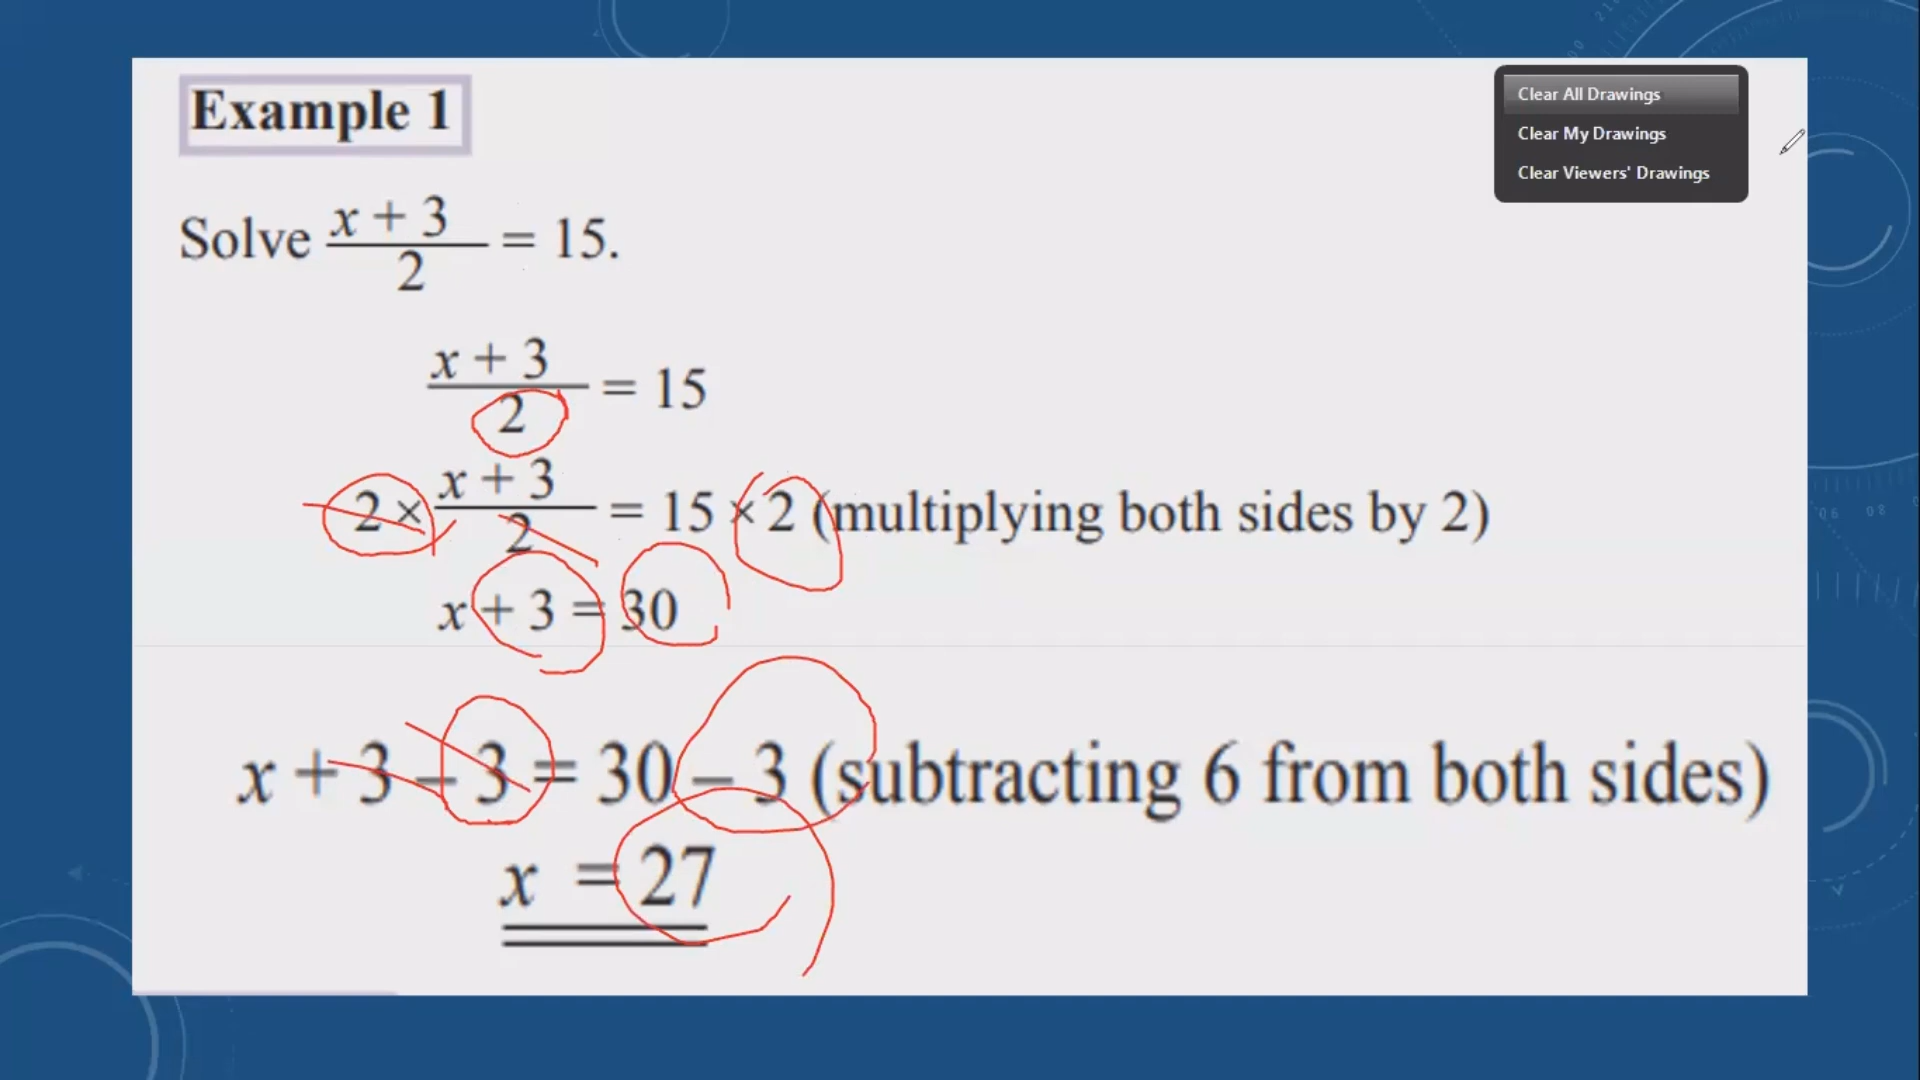 Example 1
Clear All Drawings
Clear My Drawings
Clear Viewers' Drawings
Solve (x + 3)/2 = 15.
(x + 3)/2 = 15
2 × (x + 3)/2 = 15 × 2 (multiplying both sides by 2)
x + 3 = 30
x + 3 – 3 = 30 – 3 (subtracting 6 from both sides)
x = 27